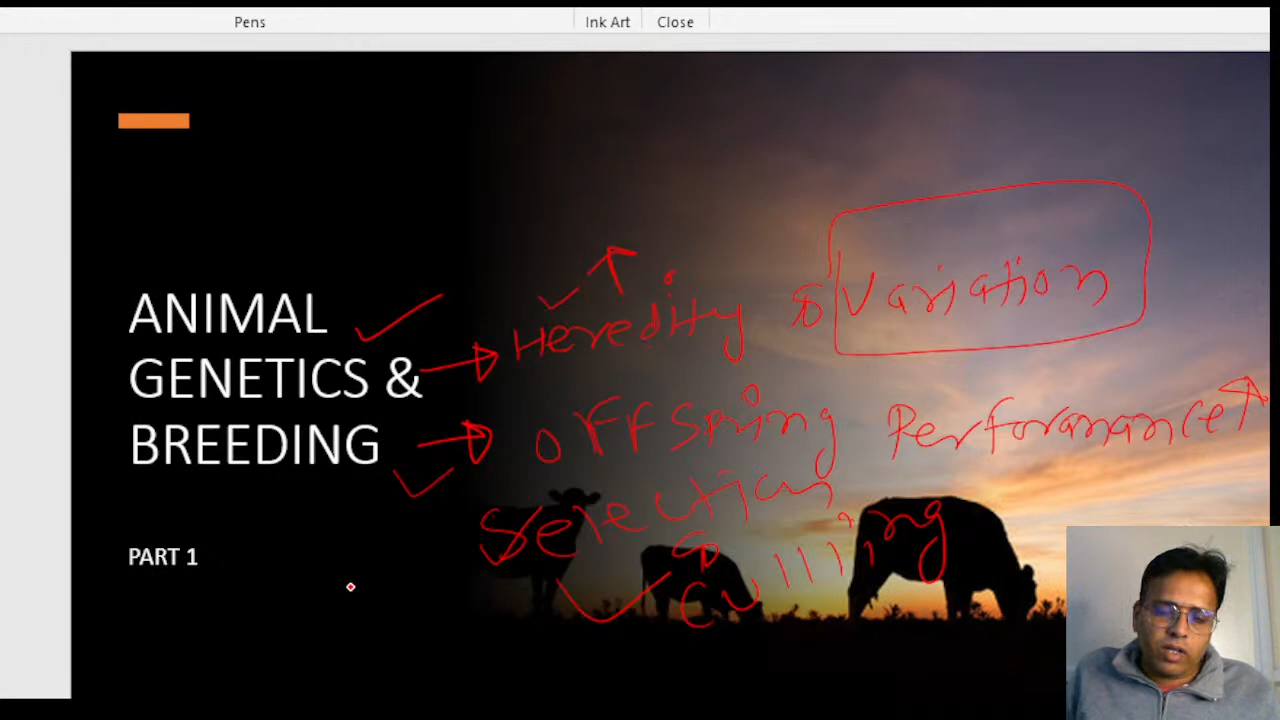 Pens Ink Art Close
ANIMAL
GENETICS &
BREEDING
PART 1
Heredity & Variation
Offspring Performance
Selection
&
Culling